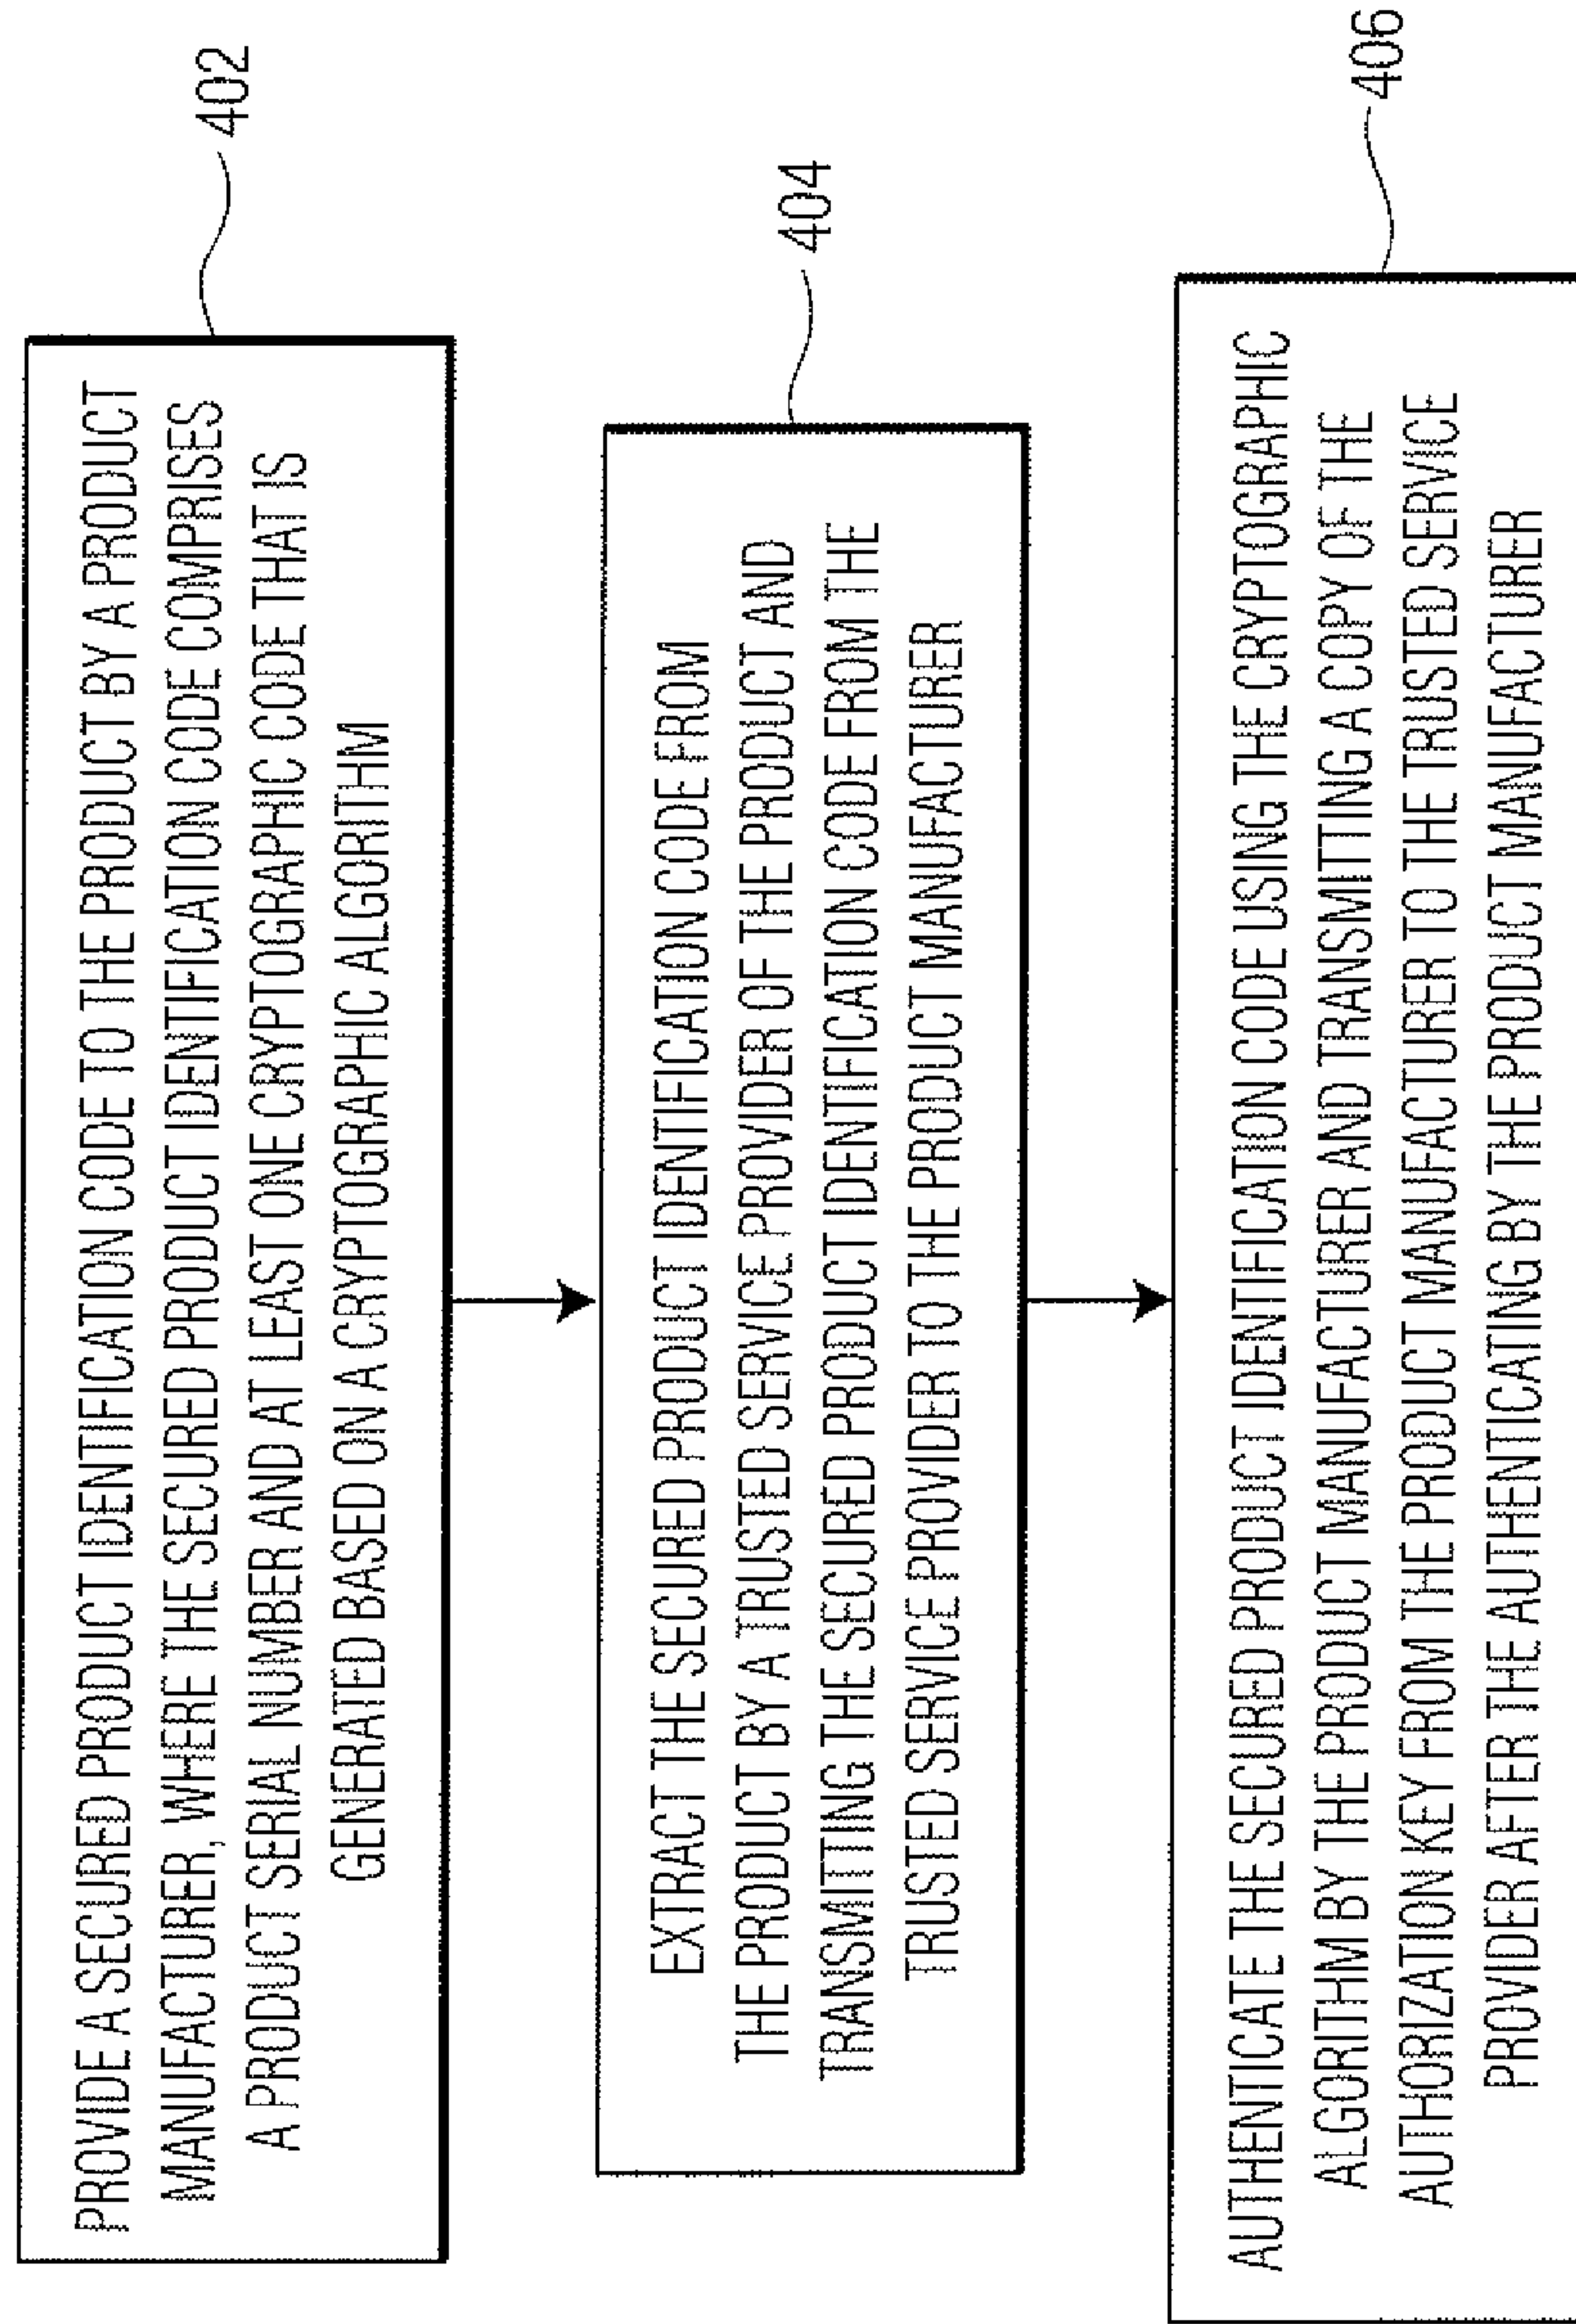 PROVIDE A SECURED PRODUCT IDENTIFICATION CODE TO THE PRODUCT BY A PRODUCT
MANUFACTURER, WHERE THE SECURED PRODUCT IDENTIFICATION CODE COMPRISES
A PRODUCT SERIAL NUMBER AND AT LEAST ONE CRYPTOGRAPHIC CODE THAT IS
GENERATED BASED ON A CRYPTOGRAPHIC ALGORITHM
402
EXTRACT THE SECURED PRODUCT IDENTIFICATION CODE FROM
THE PRODUCT BY A TRUSTED SERVICE PROVIDER OF THE PRODUCT AND
TRANSMITTING THE SECURED PRODUCT IDENTIFICATION CODE FROM THE
TRUSTED SERVICE PROVIDER TO THE PRODUCT MANUFACTURER
404
AUTHENTICATE THE SECURED PRODUCT IDENTIFICATION CODE USING THE CRYPTOGRAPHIC
ALGORITHM BY THE PRODUCT MANUFACTURER AND TRANSMITTING A COPY OF THE
AUTHORIZATION KEY FROM THE PRODUCT MANUFACTURER TO THE TRUSTED SERVICE
PROVIDER AFTER THE AUTHENTICATING BY THE PRODUCT MANUFACTURER
406